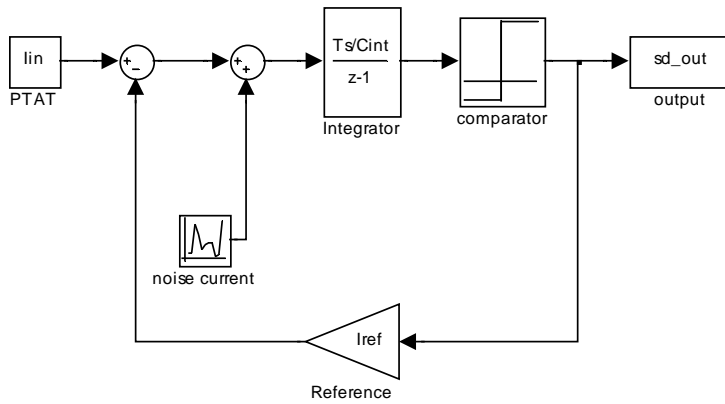 Iin
PTAT
+
−
+
+
Ts/Cint
z-1
Integrator
comparator
sd_out
output
noise current
Iref
Reference